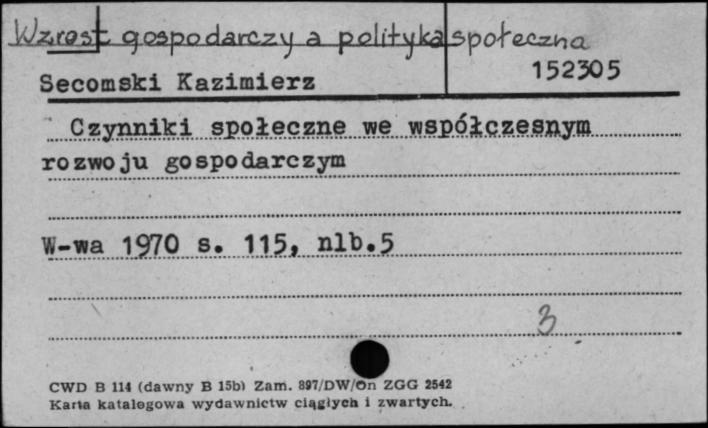 Wzrost gospodarczy a polityka społeczna
152305
Secomski Kazimierz
Czynniki społeczne we współczesnym
rozwoju gospodarczym
W-wa 1970 s. 115, nlb.5
3
CWD B 114 (dawny B 15b) Zam. 897/DW/On ZGG 2542
Karta katalogowa wydawnictw ciągłych i zwartych.